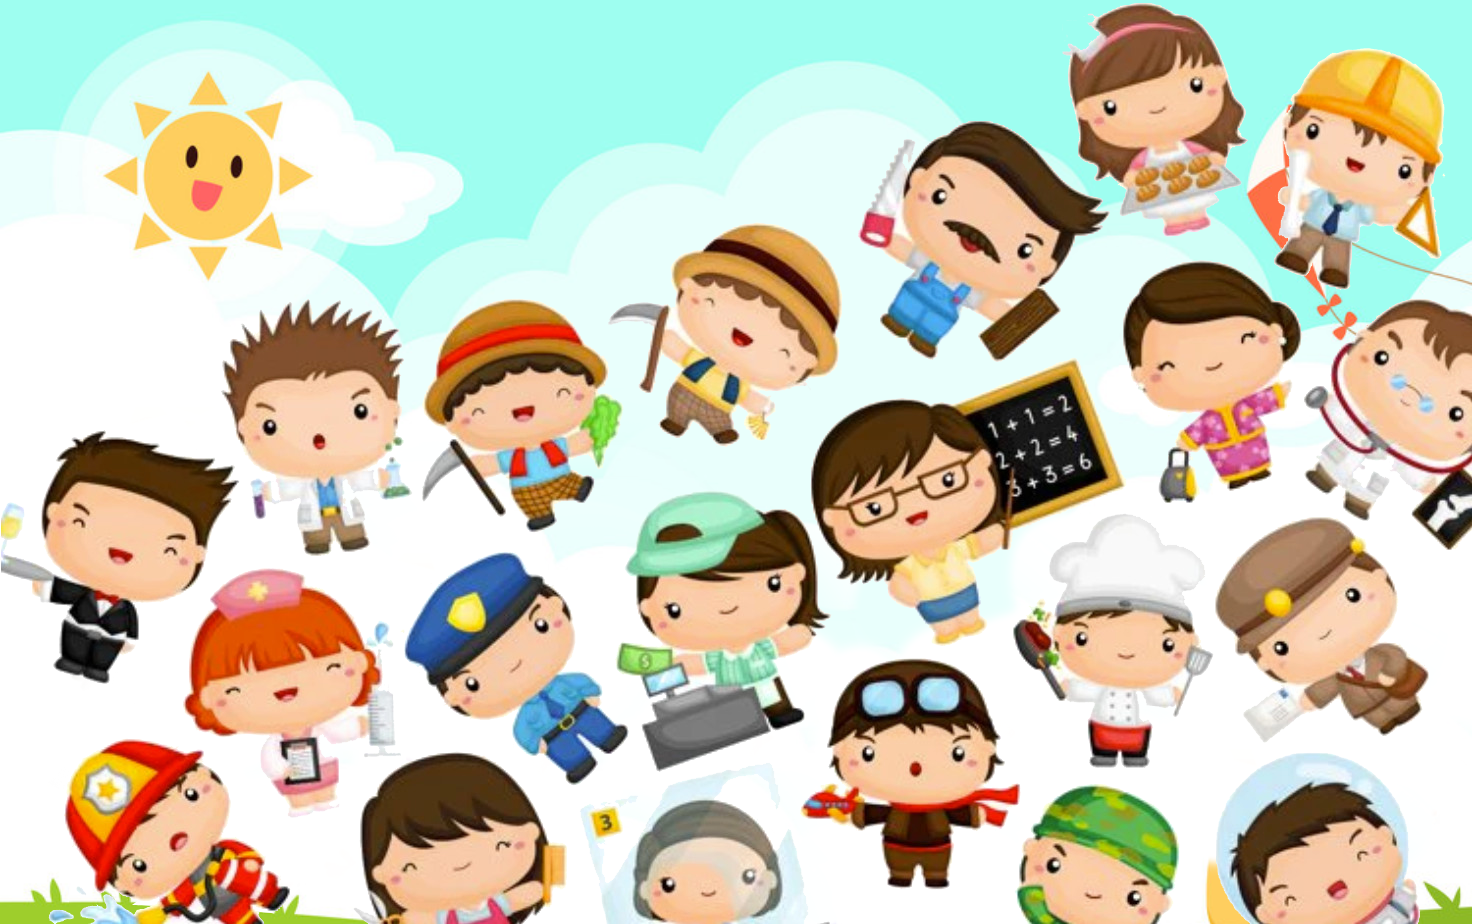 1 + 1 = 2
2 + 2 = 4
3 + 3 = 6
$
3